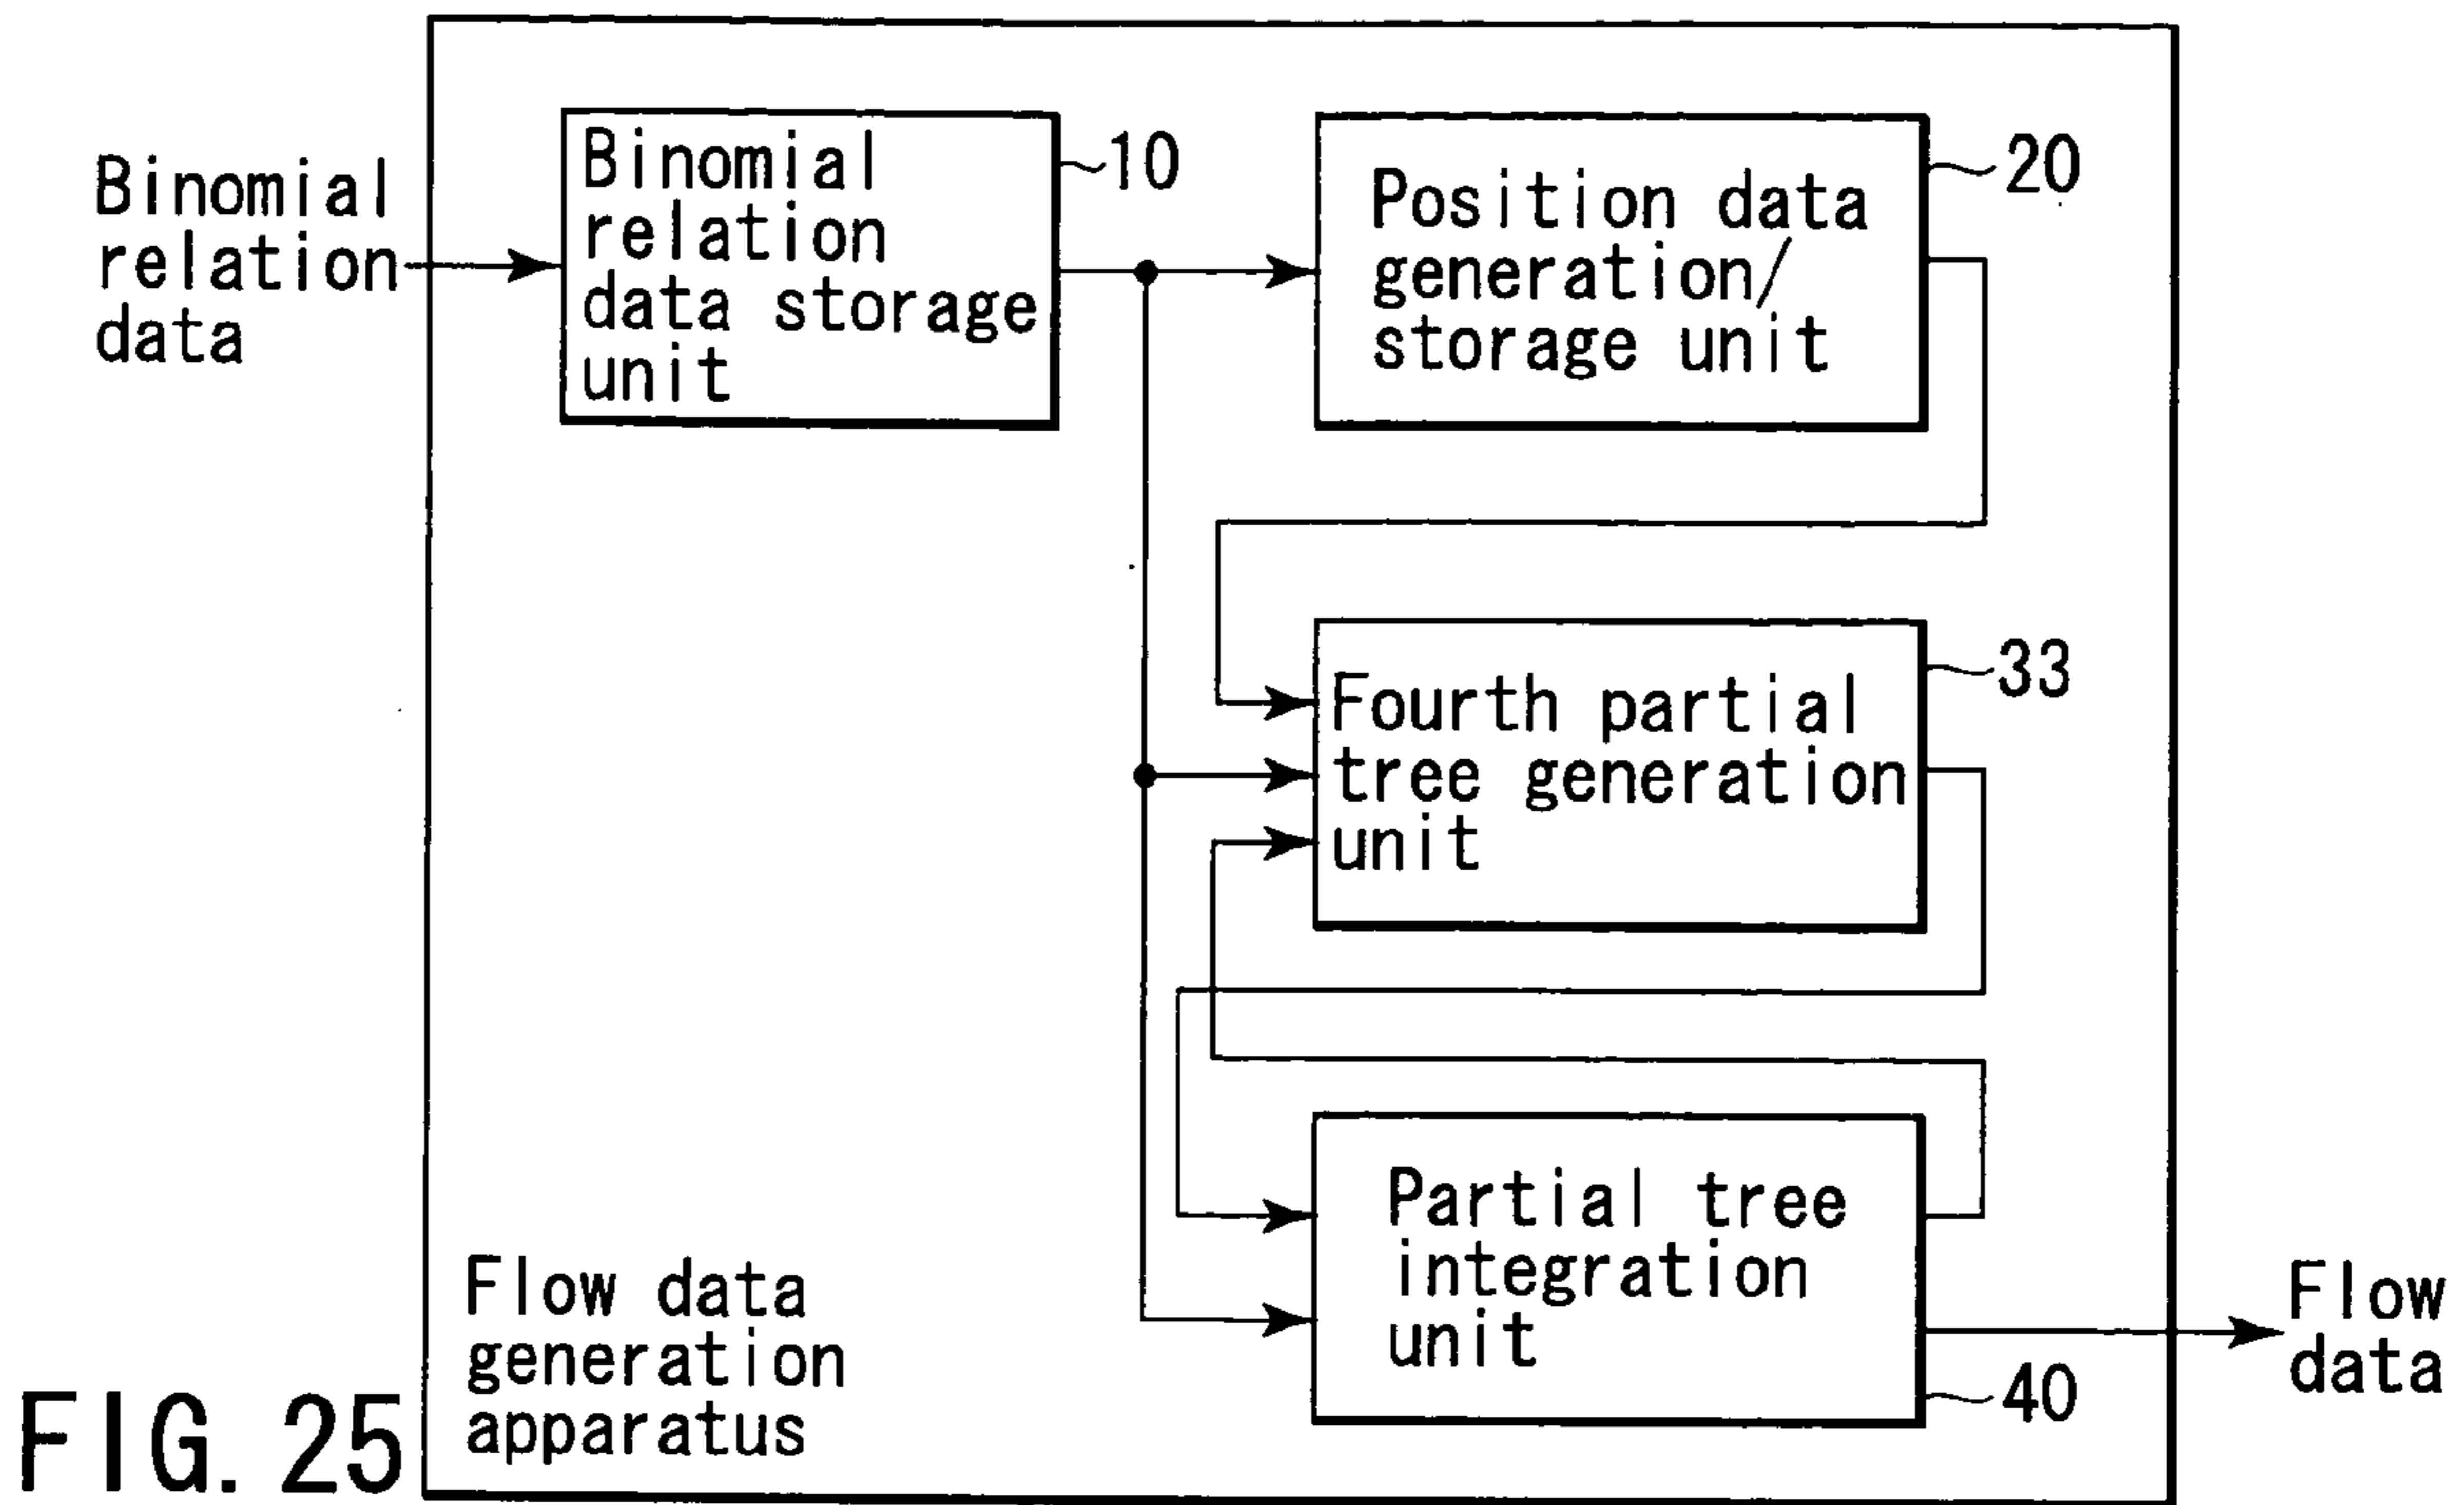 Binomial
relation
data
Binomial
relation
data storage
unit
10
Position data
generation/
storage unit
20
Fourth partial
tree generation
unit
33
Partial tree
integration
unit
40
Flow data
generation
apparatus
Flow
data
FIG. 25